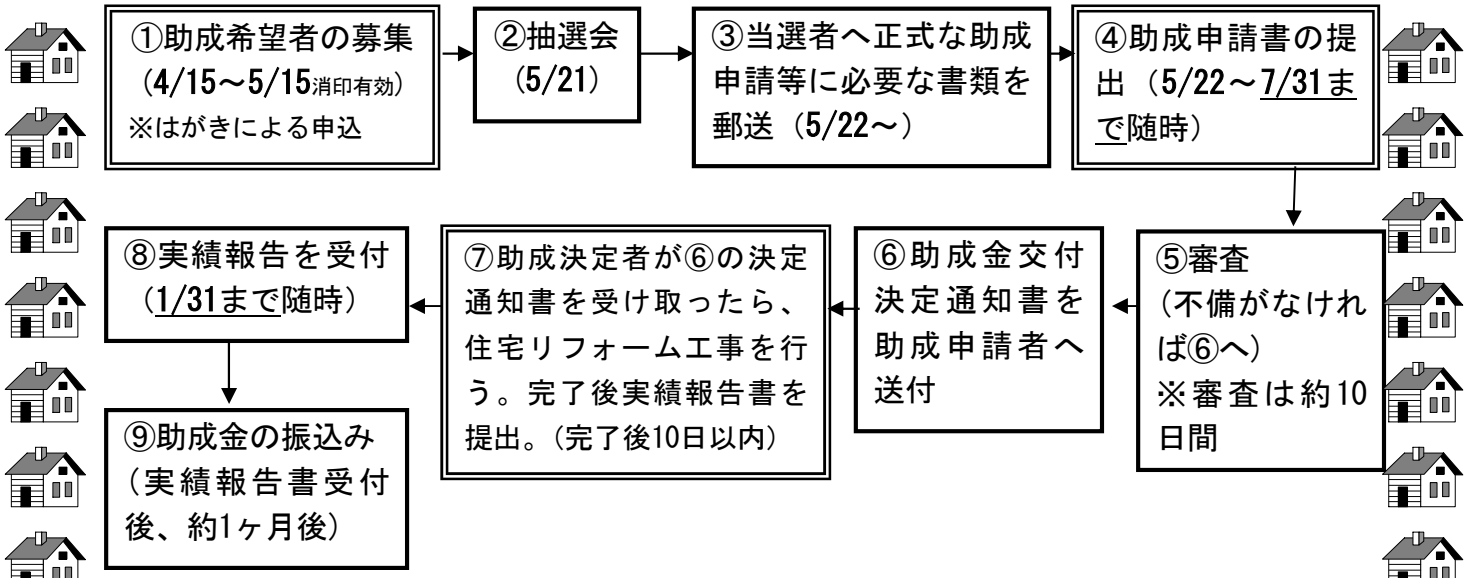 ①助成希望者の募集
（4/15～5/15消印有効）
※はがきによる申込
②抽選会
（5/21）
③当選者へ正式な助成
申請等に必要な書類を
郵送（5/22～）
④助成申請書の提
出（5/22～7/31ま
で随時）
⑤審査
（不備がなけれ
ば⑥へ）
※審査は約10
日間
⑥助成金交付
決定通知書を
助成申請者へ
送付
⑦助成決定者が⑥の決定
通知書を受け取ったら、
住宅リフォーム工事を行
う。完了後実績報告書を
提出。（完了後10日以内）
⑧実績報告を受付
（1/31まで随時）
⑨助成金の振込み
（実績報告書受付
後、約1ヶ月後）